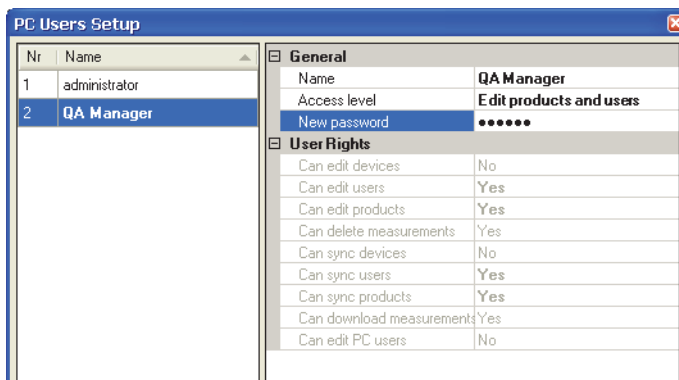 PC Users Setup
Nr Name
1 administrator
2 QA Manager
General
Name QA Manager
Access level Edit products and users
New password ●●●●●●
User Rights
Can edit devices No
Can edit users Yes
Can edit products Yes
Can delete measurements Yes
Can sync devices No
Can sync users Yes
Can sync products Yes
Can download measurements Yes
Can edit PC users No